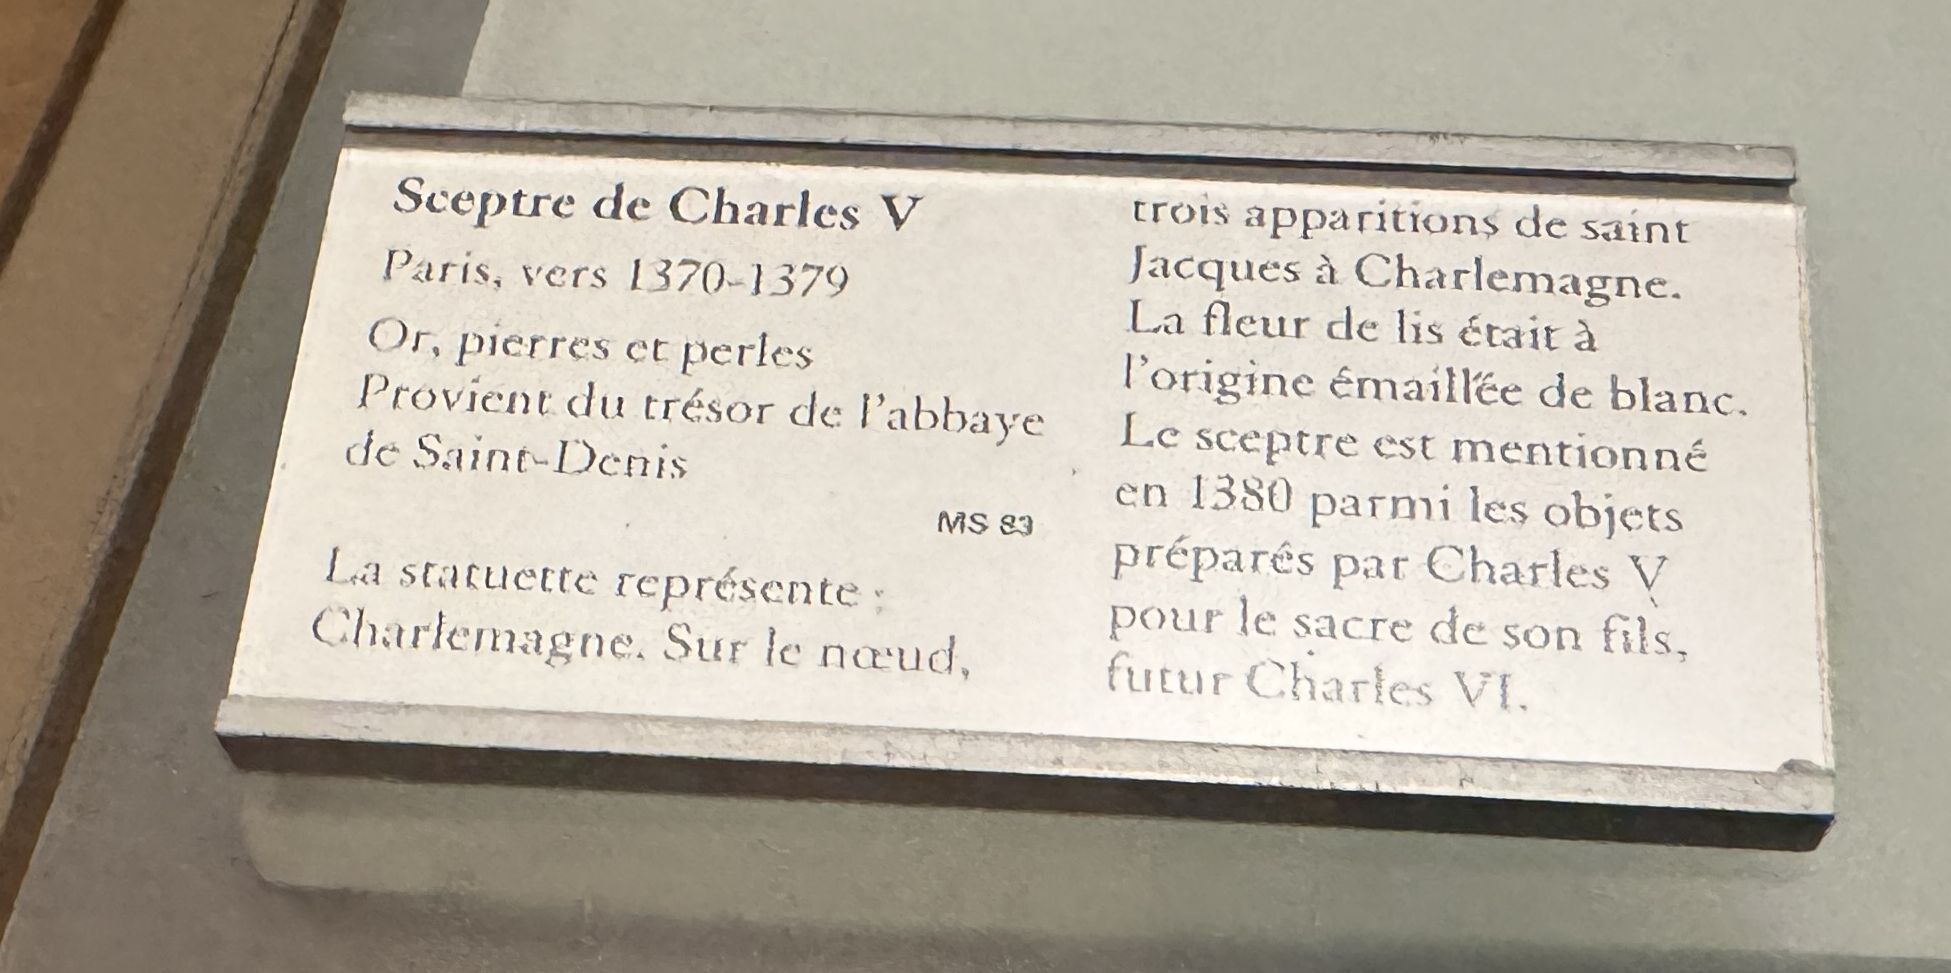 Sceptre de Charles V
Paris, vers 1370-1379
Or, pierres et perles
Provient du trésor de l'abbaye
de Saint-Denis
MS 83
La statuette représente :
Charlemagne. Sur le nœud,
trois apparitions de saint
Jacques à Charlemagne.
La fleur de lis était à
l'origine émaillée de blanc.
Le sceptre est mentionné
en 1380 parmi les objets
préparés par Charles V
pour le sacre de son fils,
futur Charles VI.